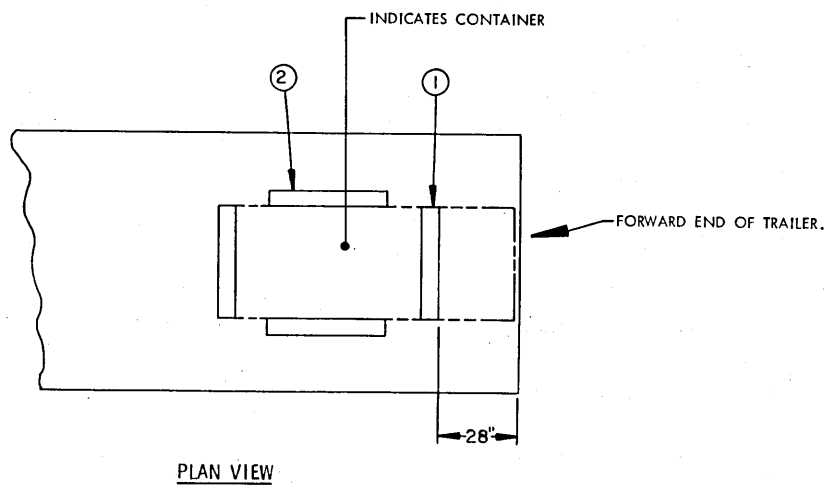 INDICATES CONTAINER
2
1
FORWARD END OF TRAILER.
28"
PLAN VIEW